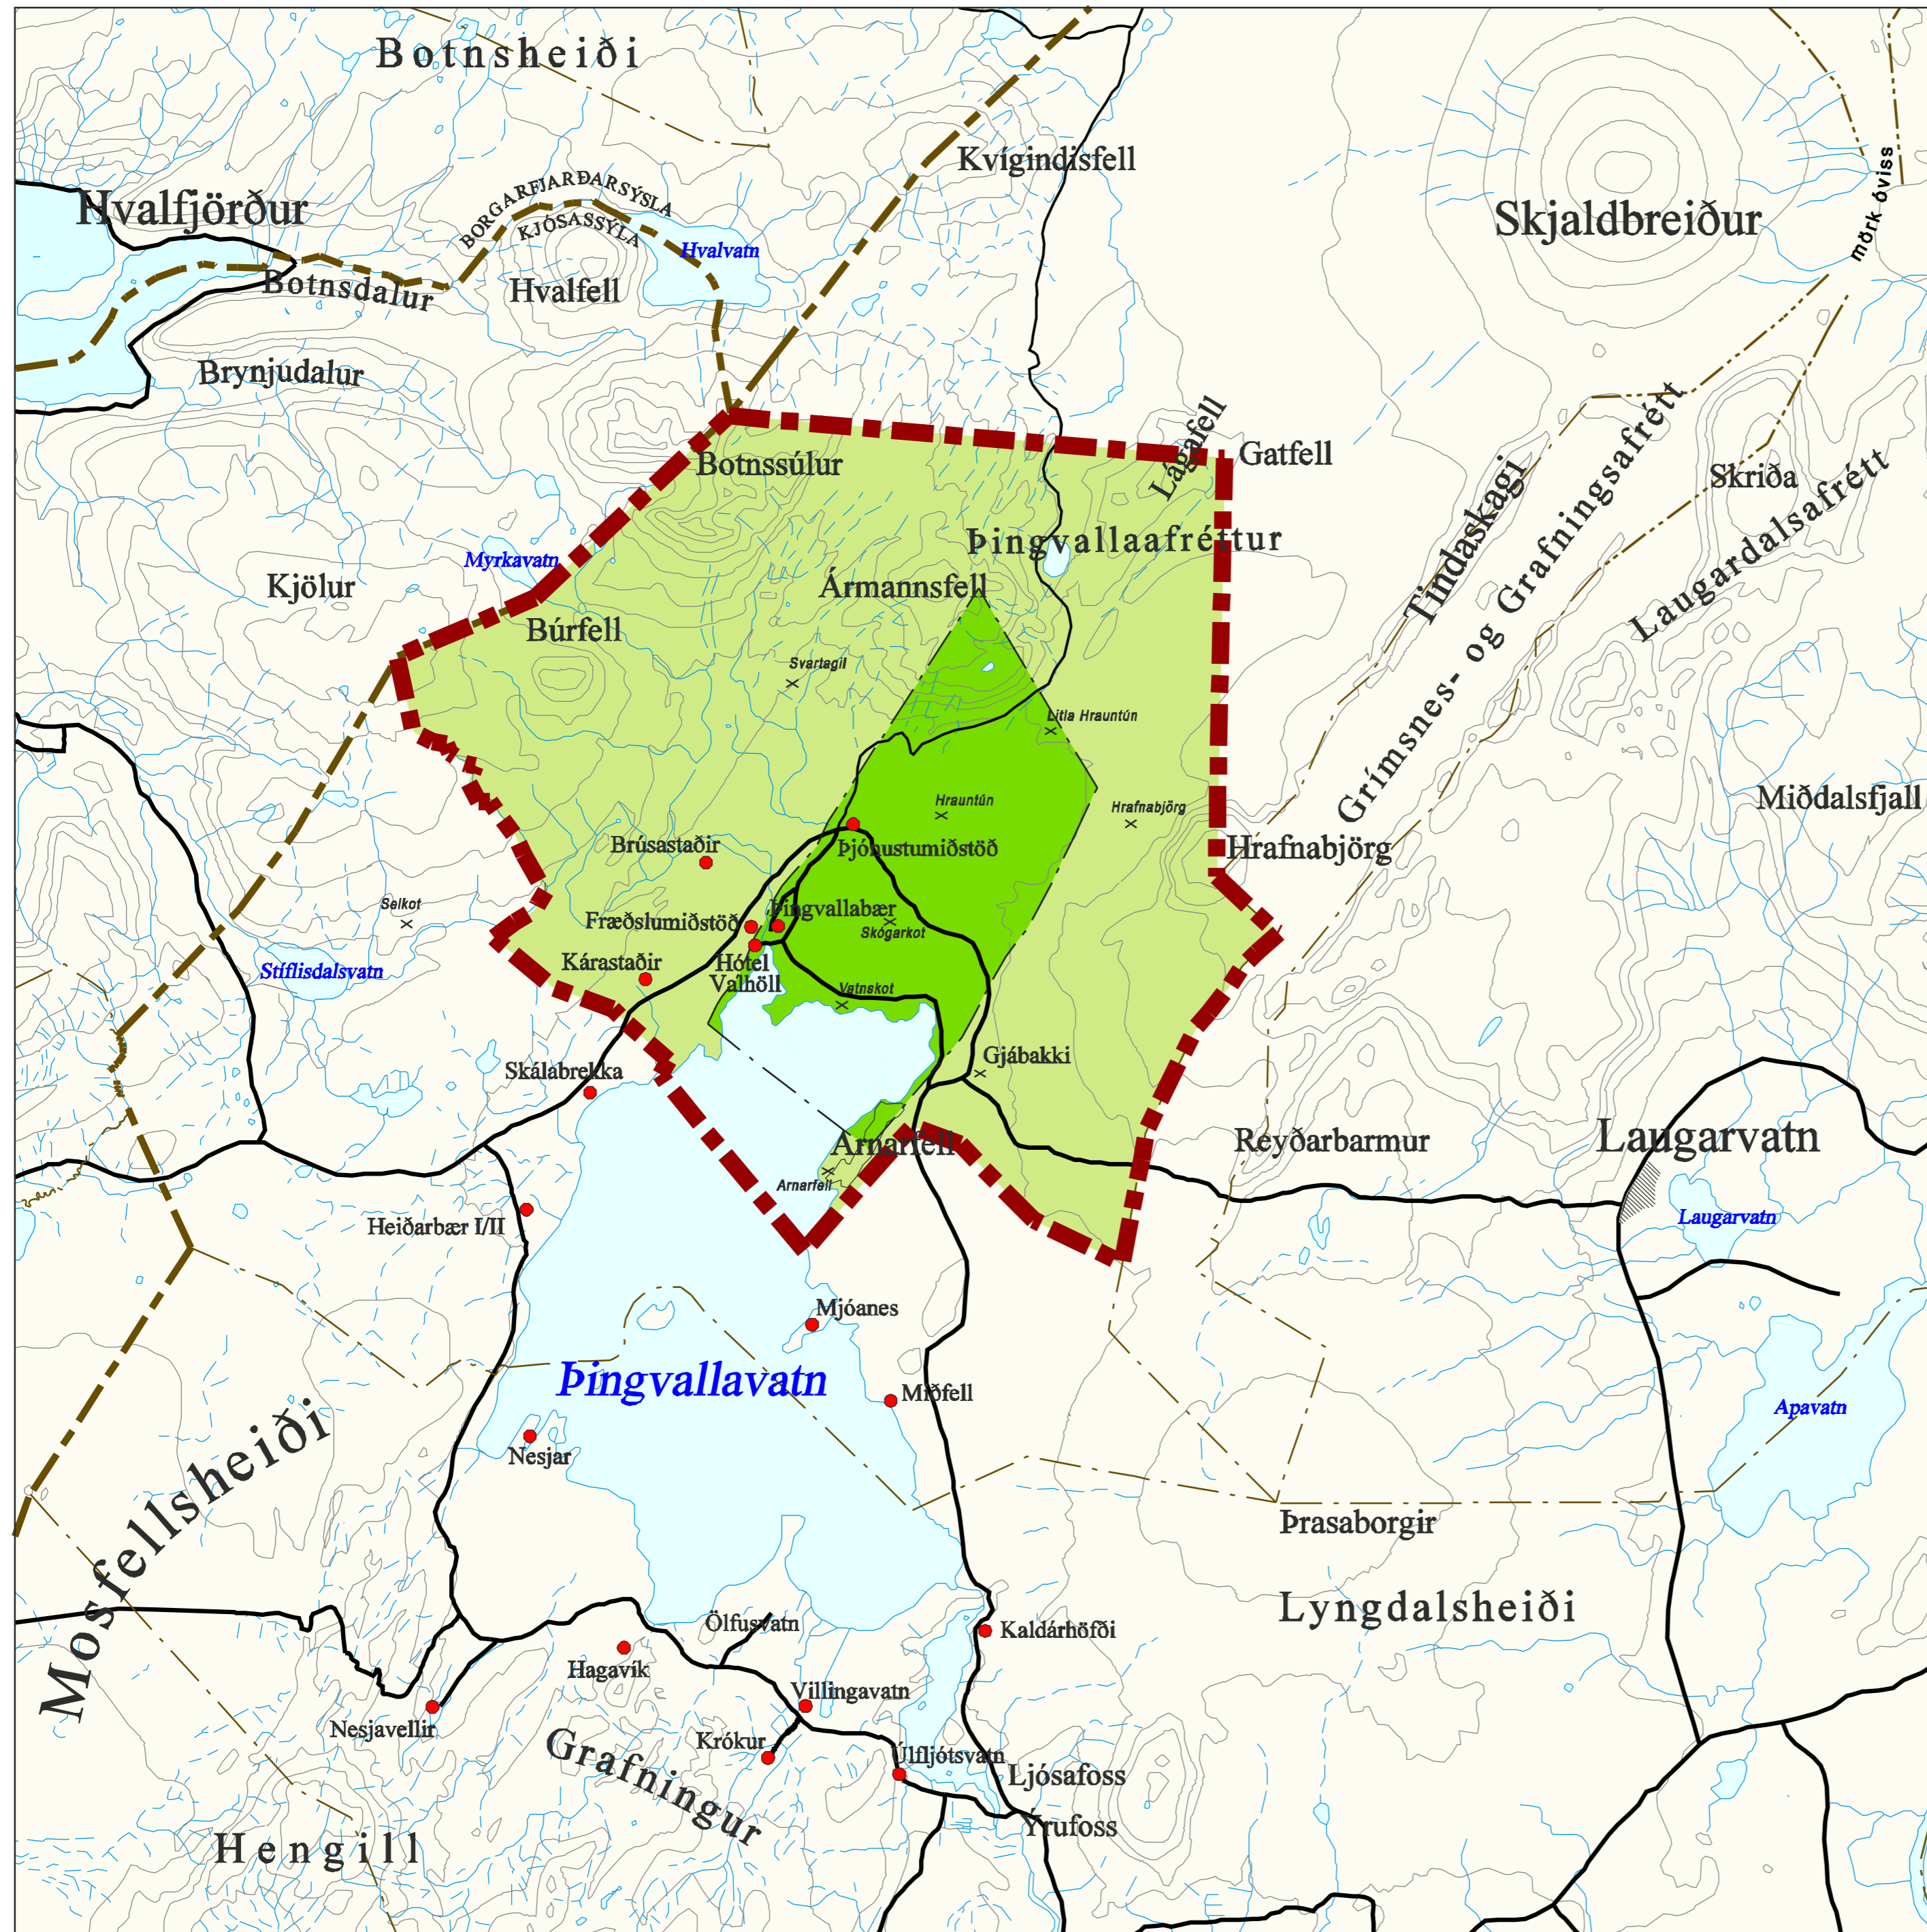 Botnsheiði
Kvígindisfell
mörk óviss
Hvalfjörður
BORGARFJARÐARSÝSLA
KJÓSASSÝLA
Skjaldbreiður
Hvalvatn
Botnsdalur
Hvalfell
Brynjudalur
Lágafell
Gatfell
Botnssúlur
Skriða
Tindaskagi
Grímsnes- og Grafningsafrétt
Laugardalsafrétt
Þingvallaafréttur
Myrkavatn
Kjölur
Ármannsfell
Búrfell
Svartagil
Litla Hrauntún
Hrauntún
Hrafnabjörg
Miðdalsfjall
Brúsastaðir
Þjónustumiðstöð
Hrafnabjörg
Selkot
Þingvallabær
Fræðslumiðstöð
Skógarkot
Stíflisdalsvatn
Kárastaðir
Hótel
Valhöll
Vatnskot
Gjábakki
Skálabrekka
Arnarfell
Reyðarbarmur
Laugarvatn
Arnarfell
Heiðarbær I/II
Laugarvatn
Mjóanes
Þingvallavatn
Miðfell
Apavatn
Nesjar
Mosfellsheiði
Þrasaborgir
Lyngdalsheiði
Ölfusvatn
Kaldárhöfði
Hagavík
Villingavatn
Nesjavellir
Krókur
Grafningur
Úlfljótsvatn
Ljósafoss
Ýrufoss
Hengill